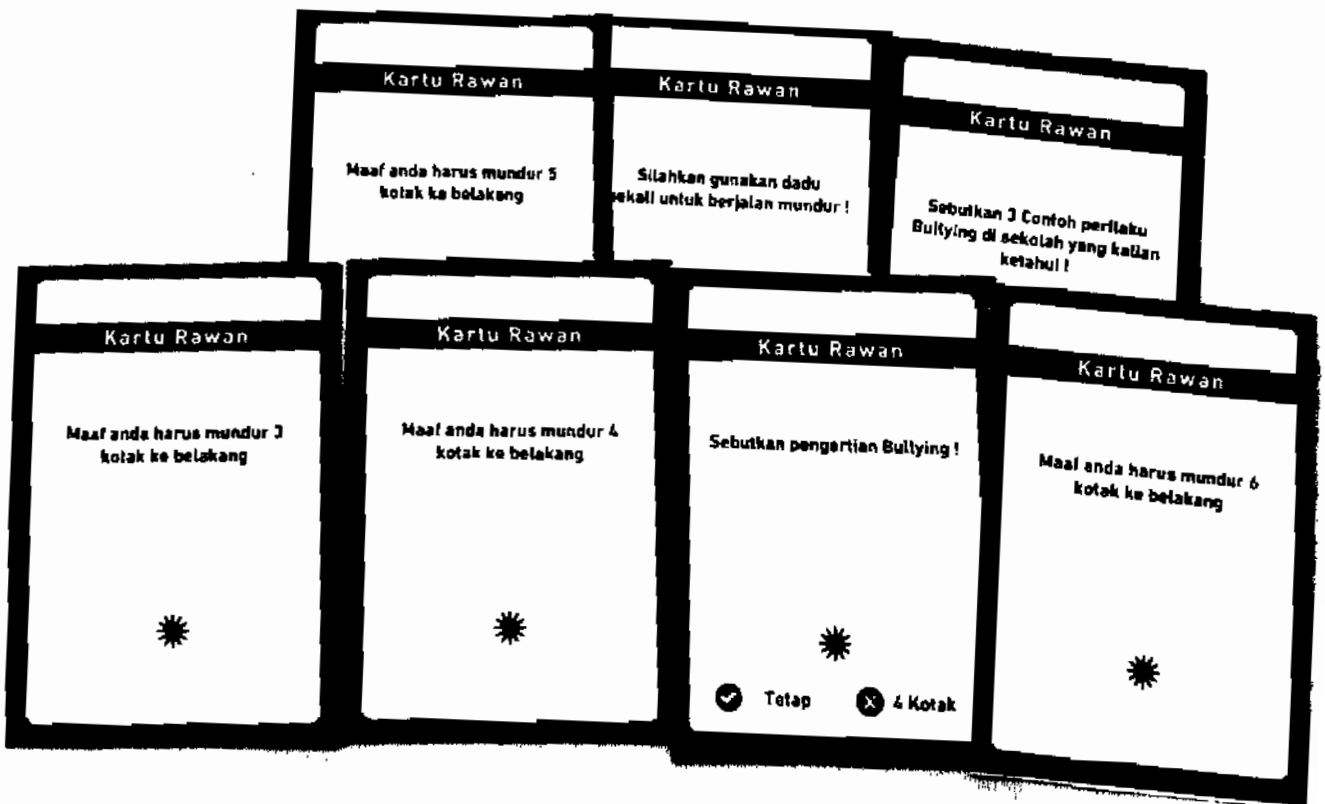 Kartu Rawan
Maaf anda harus mundur 5
kotak ke belakang
Kartu Rawan
Silahkan gunakan dadu
sekali untuk berjalan mundur !
Kartu Rawan
Sebutkan 3 Contoh perilaku
Bullying di sekolah yang kalian
ketahui !
Kartu Rawan
Maaf anda harus mundur 3
kotak ke belakang
Kartu Rawan
Maaf anda harus mundur 4
kotak ke belakang
Kartu Rawan
Sebutkan pengertian Bullying !
Tetap
4 Kotak
Kartu Rawan
Maaf anda harus mundur 6
kotak ke belakang